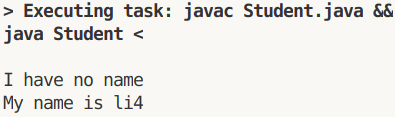 > Executing task: javac Student.java &&
java Student <
I have no name
My name is li4